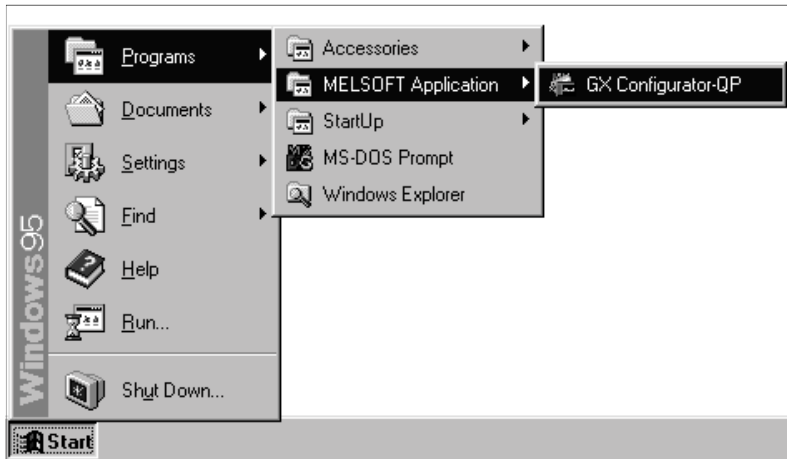 Programs
Documents
Settings
Find
Help
Run...
Shut Down...
Windows95
Start
Accessories
MELSOFT Application
StartUp
MS-DOS Prompt
Windows Explorer
GX Configurator-QP